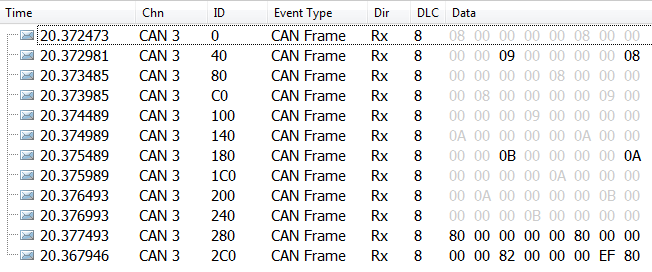 Time Chn ID Event Type Dir DLC Data
20.372473 CAN 3 0 CAN Frame Rx 8 08 00 00 00 00 08 00 00
20.372981 CAN 3 40 CAN Frame Rx 8 00 00 09 00 00 00 00 08
20.373485 CAN 3 80 CAN Frame Rx 8 00 00 00 00 08 00 00 00
20.373985 CAN 3 C0 CAN Frame Rx 8 00 08 00 00 00 00 09 00
20.374489 CAN 3 100 CAN Frame Rx 8 00 00 00 09 00 00 00 00
20.374989 CAN 3 140 CAN Frame Rx 8 0A 00 00 00 00 0A 00 00
20.375489 CAN 3 180 CAN Frame Rx 8 00 00 0B 00 00 00 00 0A
20.375989 CAN 3 1C0 CAN Frame Rx 8 00 00 00 00 0A 00 00 00
20.376493 CAN 3 200 CAN Frame Rx 8 00 0A 00 00 00 00 0B 00
20.376993 CAN 3 240 CAN Frame Rx 8 00 00 00 0B 00 00 00 00
20.377493 CAN 3 280 CAN Frame Rx 8 80 00 00 00 00 80 00 00
20.367946 CAN 3 2C0 CAN Frame Rx 8 00 00 82 00 00 00 EF 80